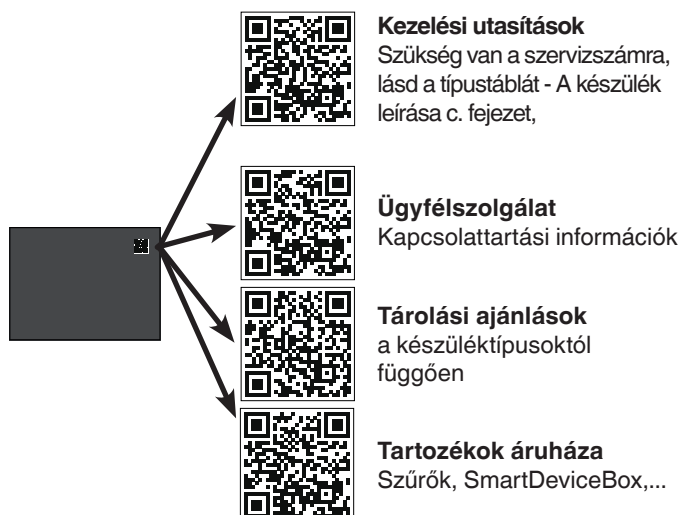 Kezelési utasítások
Szükség van a szervizszámra,
lásd a típustáblát - A készülék
leírása c. fejezet,
Ügyfélszolgálat
Kapcsolattartási információk
Tárolási ajánlások
a készüléktípusoktól
függően
Tartozékok áruháza
Szűrők, SmartDeviceBox,...